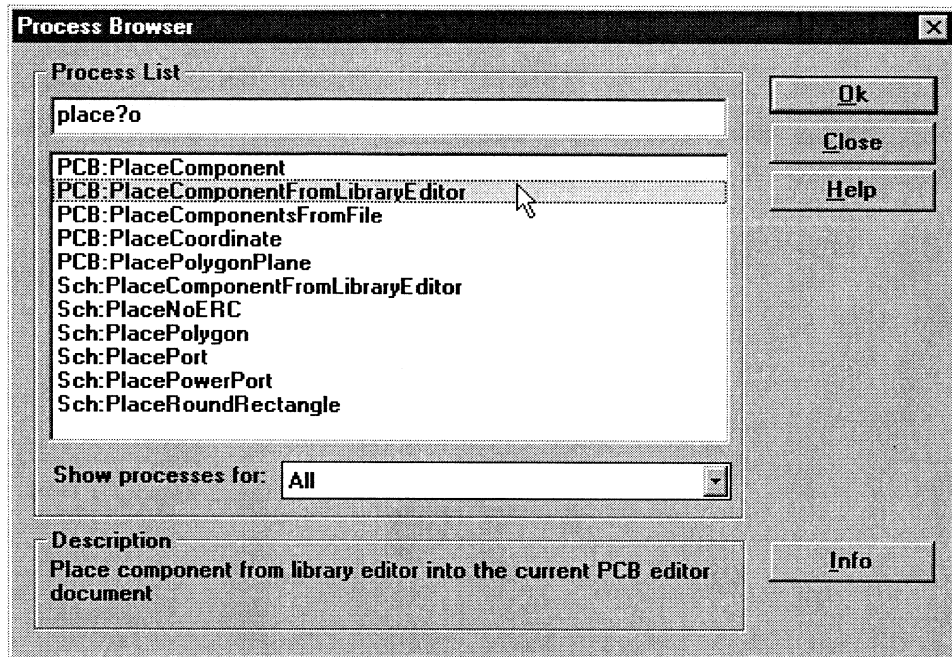 Process Browser
Process List
place?o
PCB:PlaceComponent
PCB:PlaceComponentFromLibraryEditor
PCB:PlaceComponentsFromFile
PCB:PlaceCoordinate
PCB:PlacePolygonPlane
Sch:PlaceComponentFromLibraryEditor
Sch:PlaceNoERC
Sch:PlacePolygon
Sch:PlacePort
Sch:PlacePowerPort
Sch:PlaceRoundRectangle
Show processes for: All
Description
Place component from library editor into the current PCB editor
document
Ok
Close
Help
Info